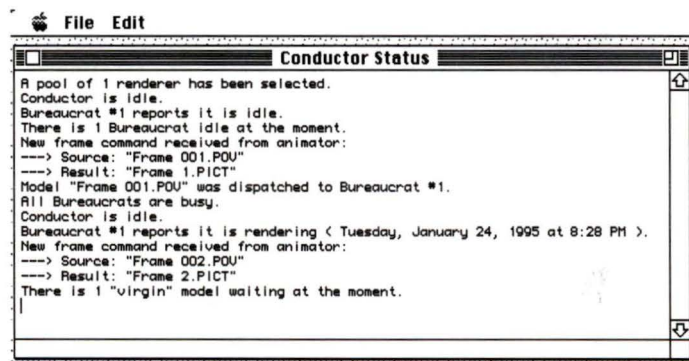 File Edit
Conductor Status
A pool of 1 renderer has been selected.
Conductor is idle.
Bureaucrat #1 reports it is idle.
There is 1 Bureaucrat idle at the moment.
New frame command received from animator:
---> Source: "Frame 001.POV"
---> Result: "Frame 1.PICT"
Model "Frame 001.POV" was dispatched to Bureaucrat #1.
All Bureaucrats are busy.
Conductor is idle.
Bureaucrat #1 reports it is rendering ( Tuesday, January 24, 1995 at 8:28 PM ).
New frame command received from animator:
---> Source: "Frame 002.POV"
---> Result: "Frame 2.PICT"
There is 1 "virgin" model waiting at the moment.